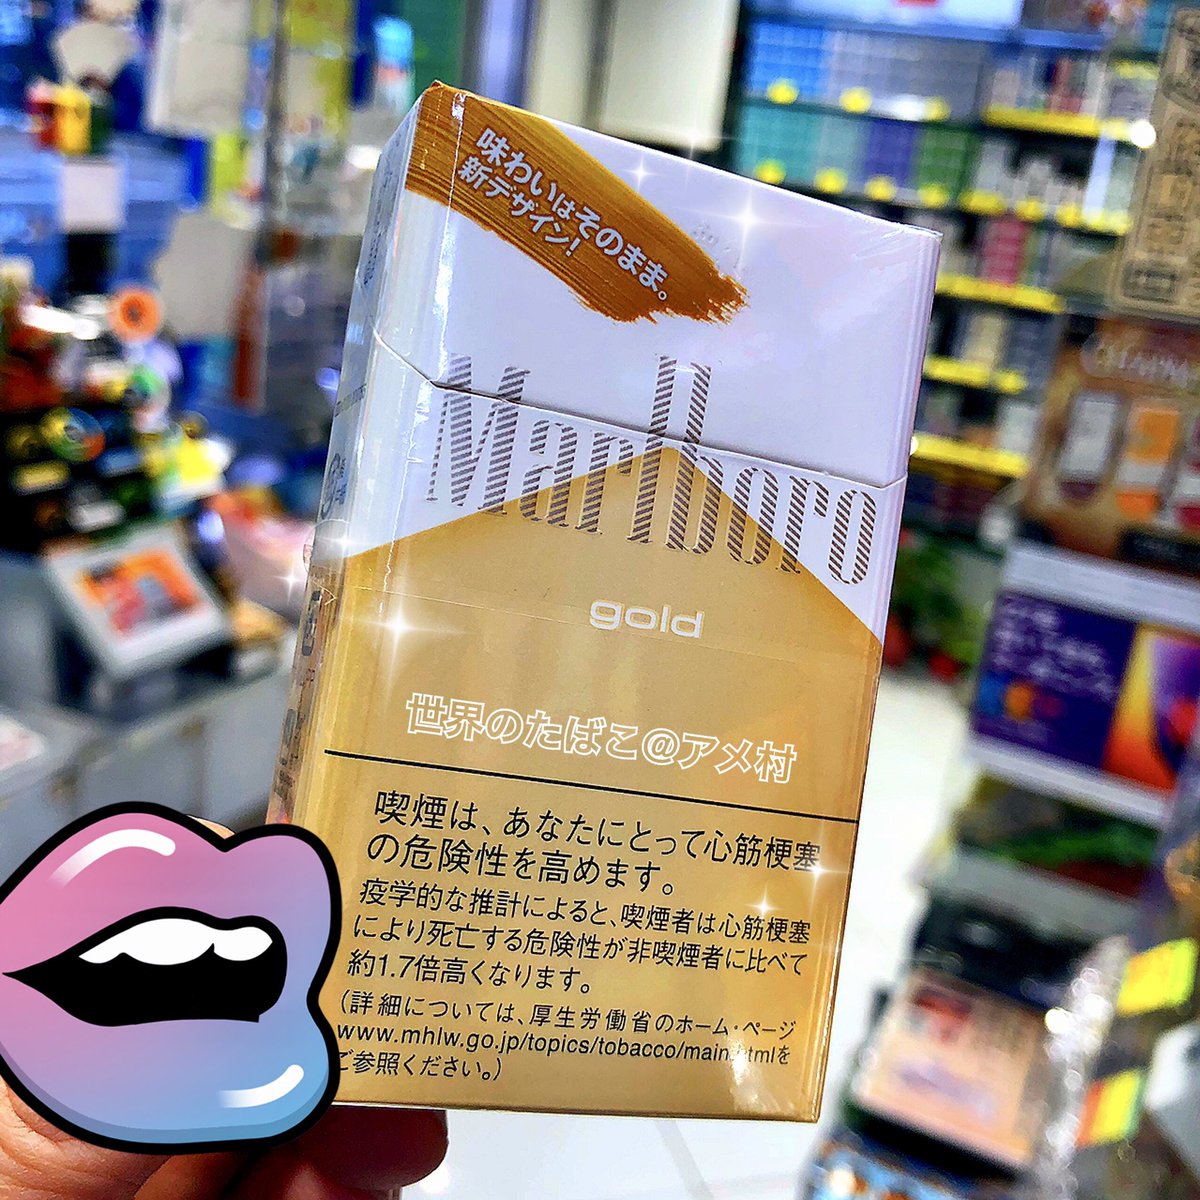 味わいはそのまま。
新デザイン!
Marlboro
gold
世界のたばこ@アメ村
喫煙は、あなたにとって心筋梗塞
の危険性を高めます。
疫学的な推計によると、喫煙者は心筋梗塞
により死亡する危険性が非喫煙者に比べて
約1.7倍高くなります。
(詳細については、厚生労働省のホーム・ページ
www.mhlw.go.jp/topics/tobacco/main.htmlを
ご参照ください。)